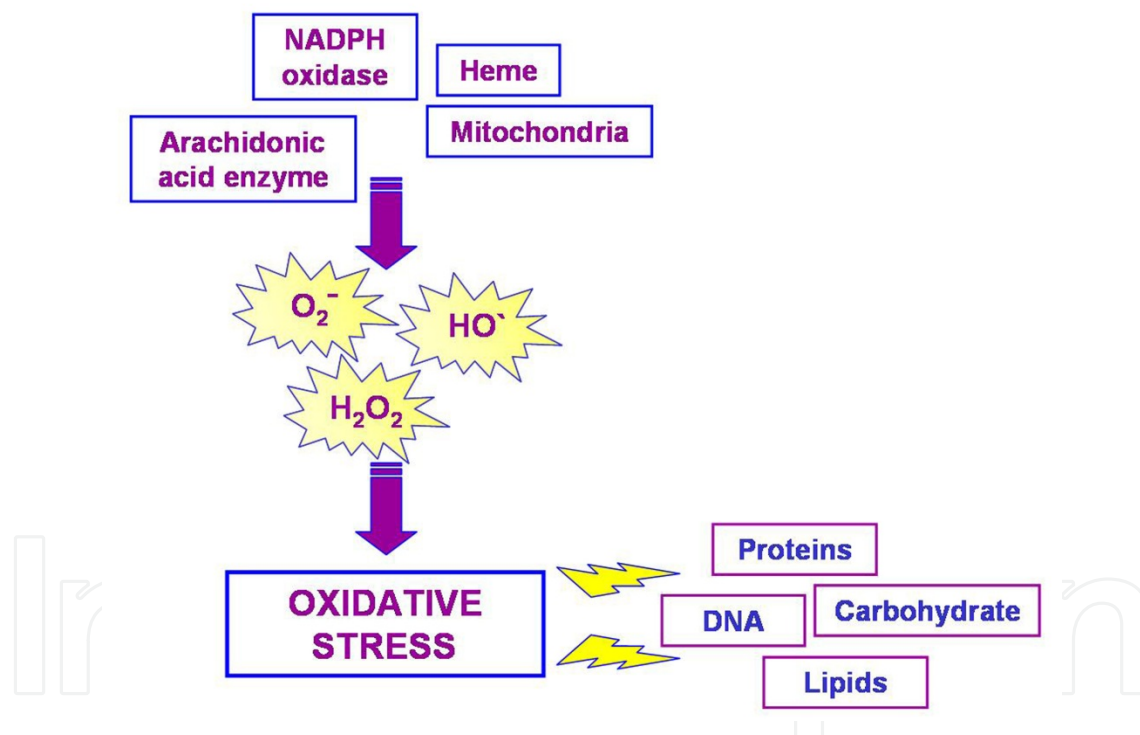 NADPH
oxidase
Heme
Mitochondria
Arachidonic
acid enzyme
O₂⁻
HO`
H₂O₂
OXIDATIVE
STRESS
Proteins
DNA
Carbohydrate
Lipids